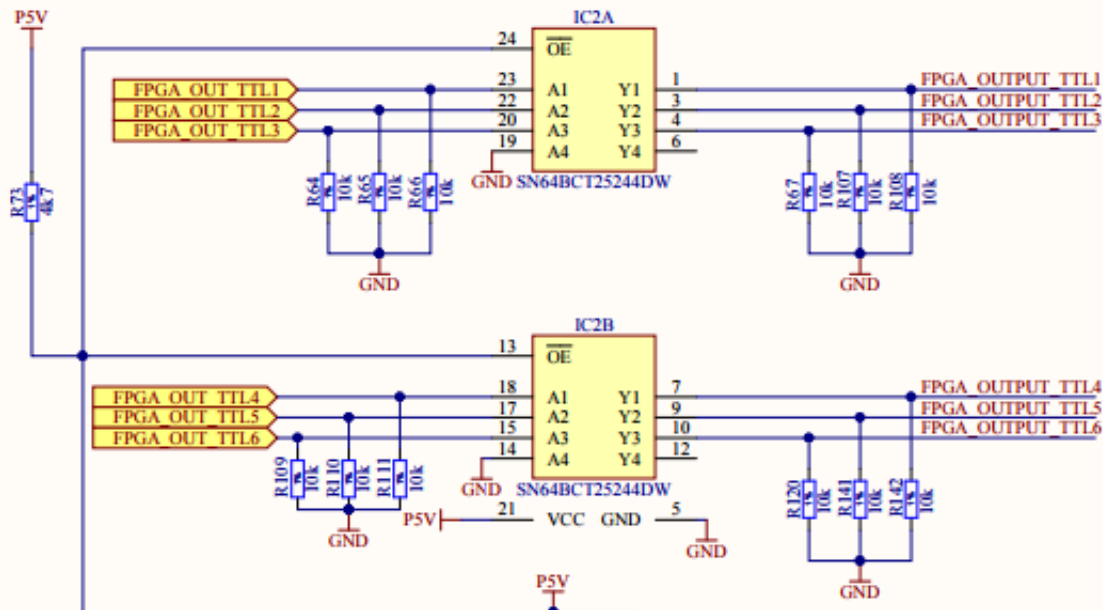 P5V
IC2A
24 OE
FPGA_OUT_TTL1 23 A1 Y1 1 FPGA_OUTPUT_TTL1
FPGA_OUT_TTL2 22 A2 Y2 3 FPGA_OUTPUT_TTL2
FPGA_OUT_TTL3 20 A3 Y3 4 FPGA_OUTPUT_TTL3
19 A4 Y4 6
GND SN64BCT25244DW
R73 4k7
R64 10k R65 10k R66 10k
R67 10k R107 10k R108 10k
GND GND
IC2B
13 OE
FPGA_OUT_TTL4 18 A1 Y1 7 FPGA_OUTPUT_TTL4
FPGA_OUT_TTL5 17 A2 Y2 9 FPGA_OUTPUT_TTL5
FPGA_OUT_TTL6 15 A3 Y3 10 FPGA_OUTPUT_TTL6
14 A4 Y4 12
R109 10k R110 10k R111 10k
GND SN64BCT25244DW
R120 10k R141 10k R142 10k
P5V 21 VCC GND 5
GND GND
GND
P5V